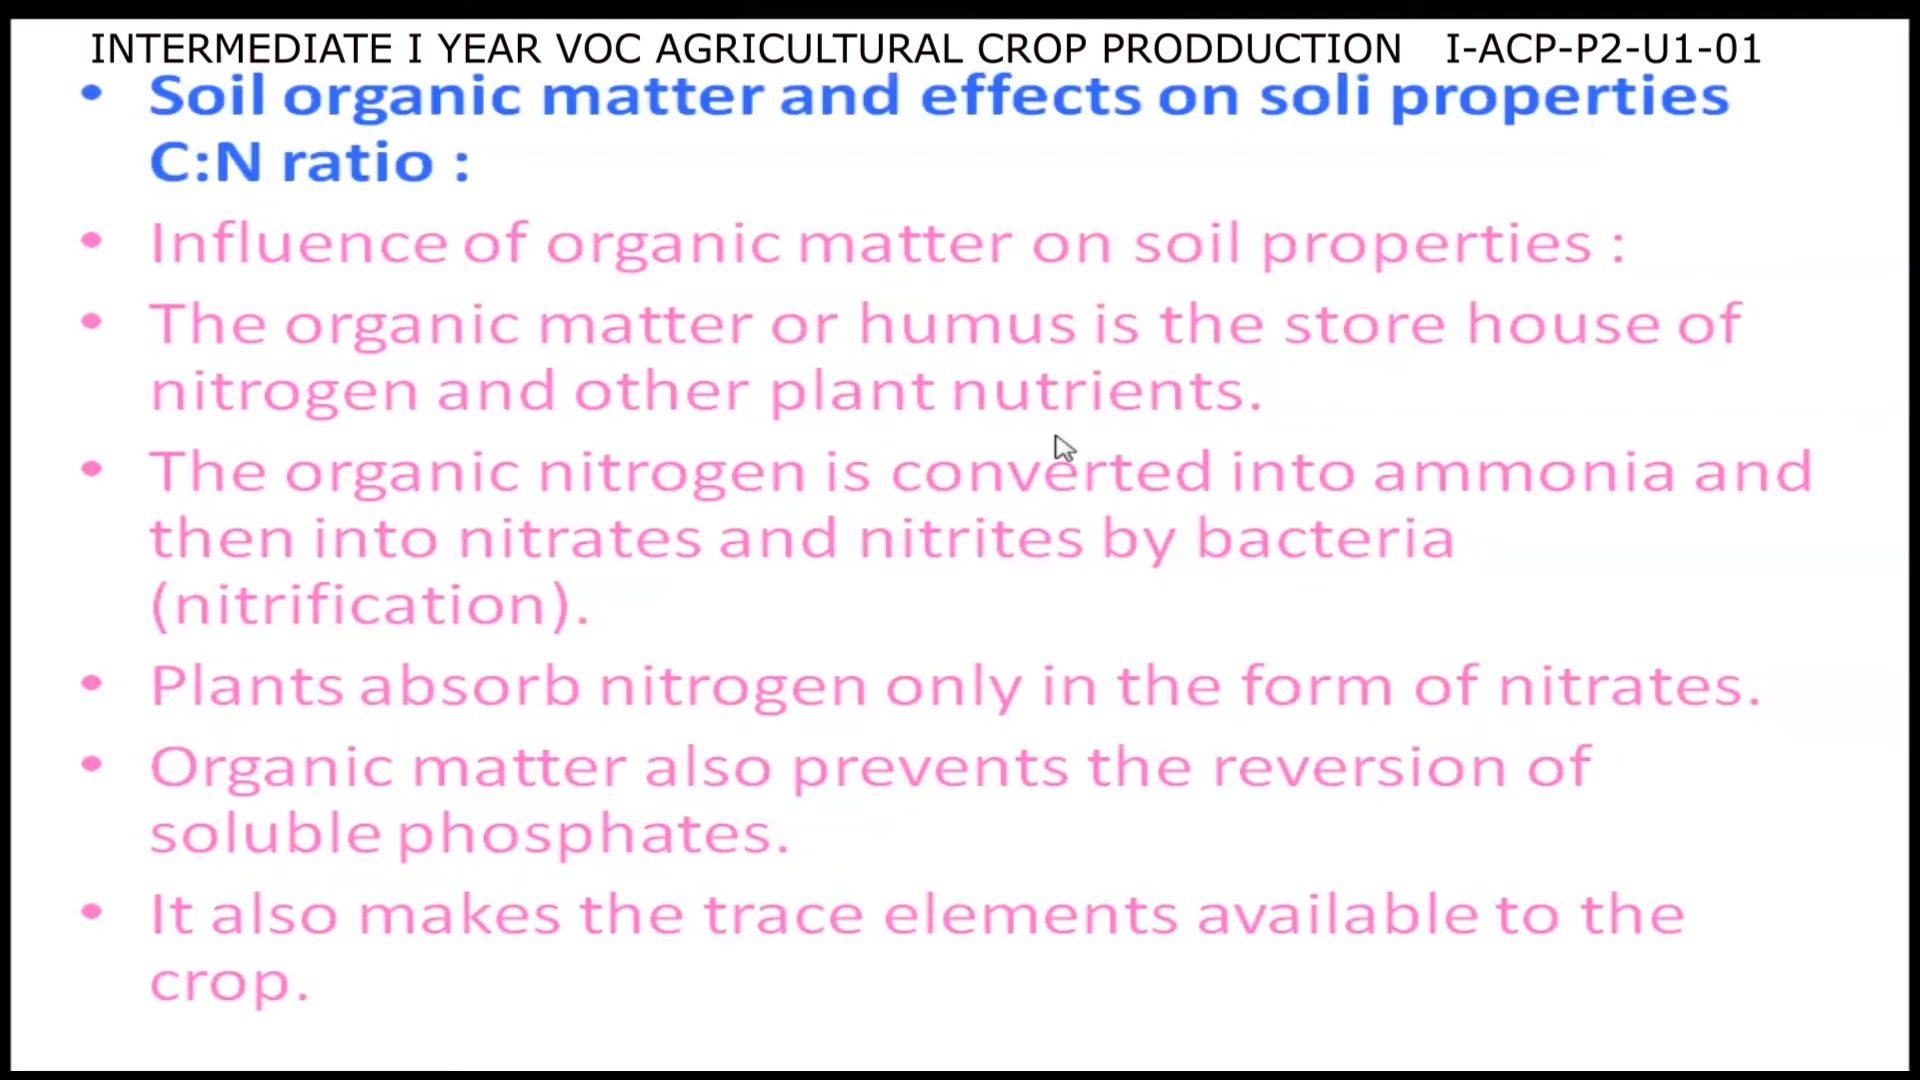 INTERMEDIATE I YEAR VOC AGRICULTURAL CROP PRODDUCTION I-ACP-P2-U1-01
• Soil organic matter and effects on soli properties
C:N ratio :
• Influence of organic matter on soil properties :
• The organic matter or humus is the store house of
nitrogen and other plant nutrients.
• The organic nitrogen is converted into ammonia and
then into nitrates and nitrites by bacteria
(nitrification).
• Plants absorb nitrogen only in the form of nitrates.
• Organic matter also prevents the reversion of
soluble phosphates.
• It also makes the trace elements available to the
crop.